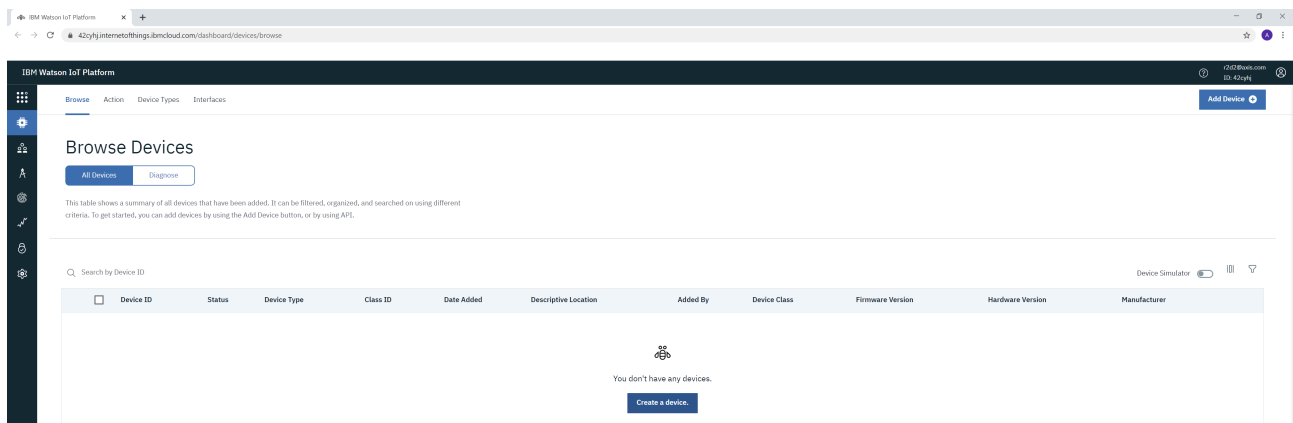 IBM Watson IoT Platform
42cyhj.internetofthings.ibmcloud.com/dashboard/devices/browse
A
IBM Watson IoT Platform
r2d2@axis.com
ID: 42cyhj
Browse Action Device Types Interfaces
Add Device
Browse Devices
All Devices Diagnose
This table shows a summary of all devices that have been added. It can be filtered, organized, and searched on using different
criteria. To get started, you can add devices by using the Add Device button, or by using API.
Search by Device ID
Device Simulator
Device ID Status Device Type Class ID Date Added Descriptive Location Added By Device Class Firmware Version Hardware Version Manufacturer
You don't have any devices.
Create a device.